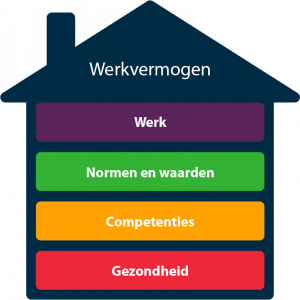 Werkvermogen
Werk
Normen en waarden
Competenties
Gezondheid